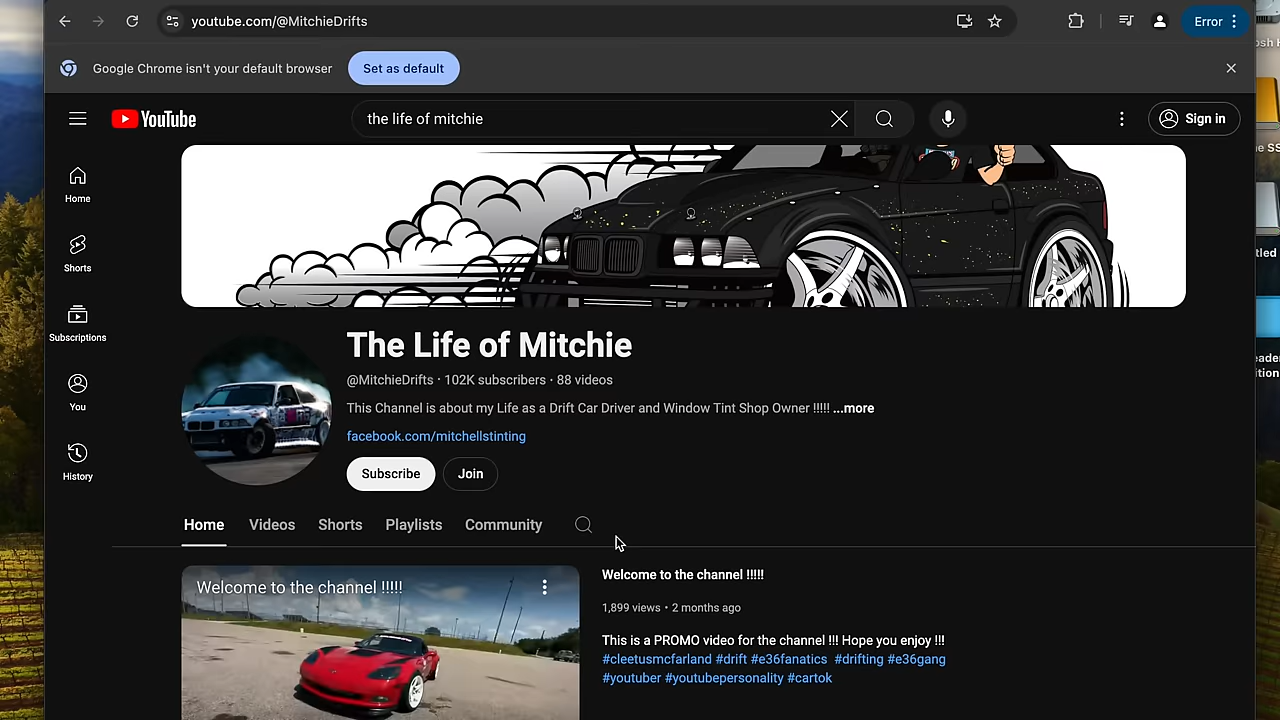 youtube.com/@MitchieDrifts
Error
Google Chrome isn't your default browser
Set as default
YouTube
the life of mitchie
Sign in
Home
Shorts
Subscriptions
You
History
The Life of Mitchie
@MitchieDrifts · 102K subscribers · 88 videos
This Channel is about my Life as a Drift Car Driver and Window Tint Shop Owner !!!!! ...more
facebook.com/mitchellstinting
Subscribe
Join
Home
Videos
Shorts
Playlists
Community
Welcome to the channel !!!!!
Welcome to the channel !!!!!
1,899 views • 2 months ago
This is a PROMO video for the channel !!! Hope you enjoy !!!
#cleetusmcfarland #drift #e36fanatics #drifting #e36gang
#youtuber #youtubepersonality #cartok